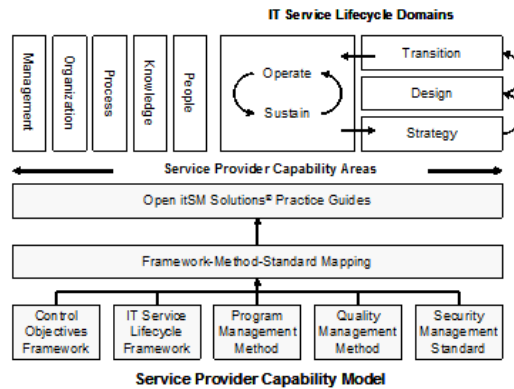 IT Service Lifecycle Domains
Management
Organization
Process
Knowledge
People
Operate
Sustain
Transition
Design
Strategy
Service Provider Capability Areas
Open itSM Solutions® Practice Guides
Framework-Method-Standard Mapping
Control
Objectives
Framework
IT Service
Lifecycle
Framework
Program
Management
Method
Quality
Management
Method
Security
Management
Standard
Service Provider Capability Model